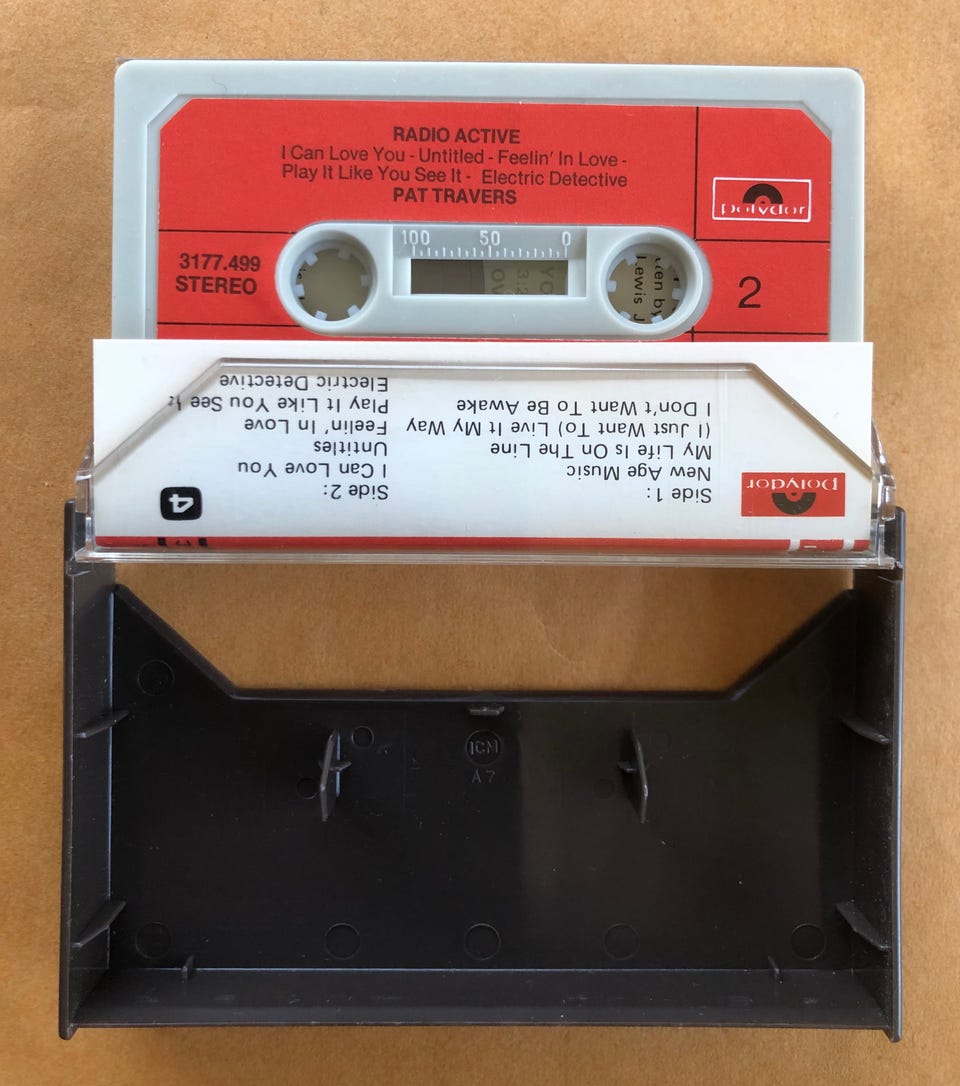 RADIO ACTIVE
I Can Love You - Untitled - Feelin' In Love -
Play It Like You See It - Electric Detective
PAT TRAVERS
polydor
3177.499
STEREO
100 50 0
2
ten by
Lewis J
polydor
Side 1:
New Age Music
My Life Is On The Line
(I Just Want To) Live It My Way
I Don't Want To Be Awake
Side 2:
I Can Love You
Untitles
Feelin' In Love
Play It Like You See It
Electric Detective
4
ICM
A7